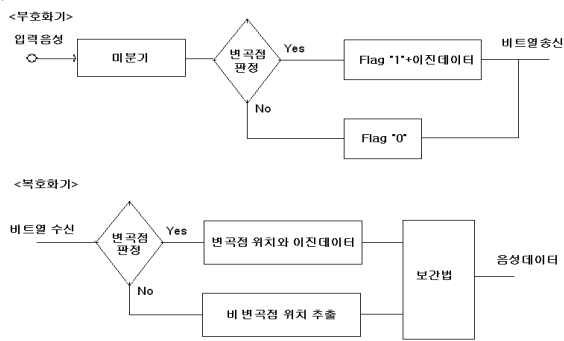 <부호화기>
입력음성
미분기
변곡점
판정
Yes
Flag "1"+이진데이터
비트열송신
No
Flag "0"
<복호화기>
비트열 수신
변곡점
판정
Yes
변곡점 위치와 이진데이터
보간법
음성데이터
No
비 변곡점 위치 추출